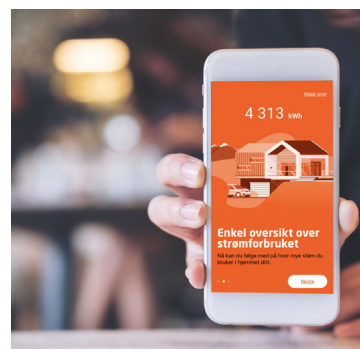 4 313 kWh
Enkel oversikt over
strømforbruket
Nå kan du følge med på hvor mye strøm du
bruker i hjemmet ditt.
Neste